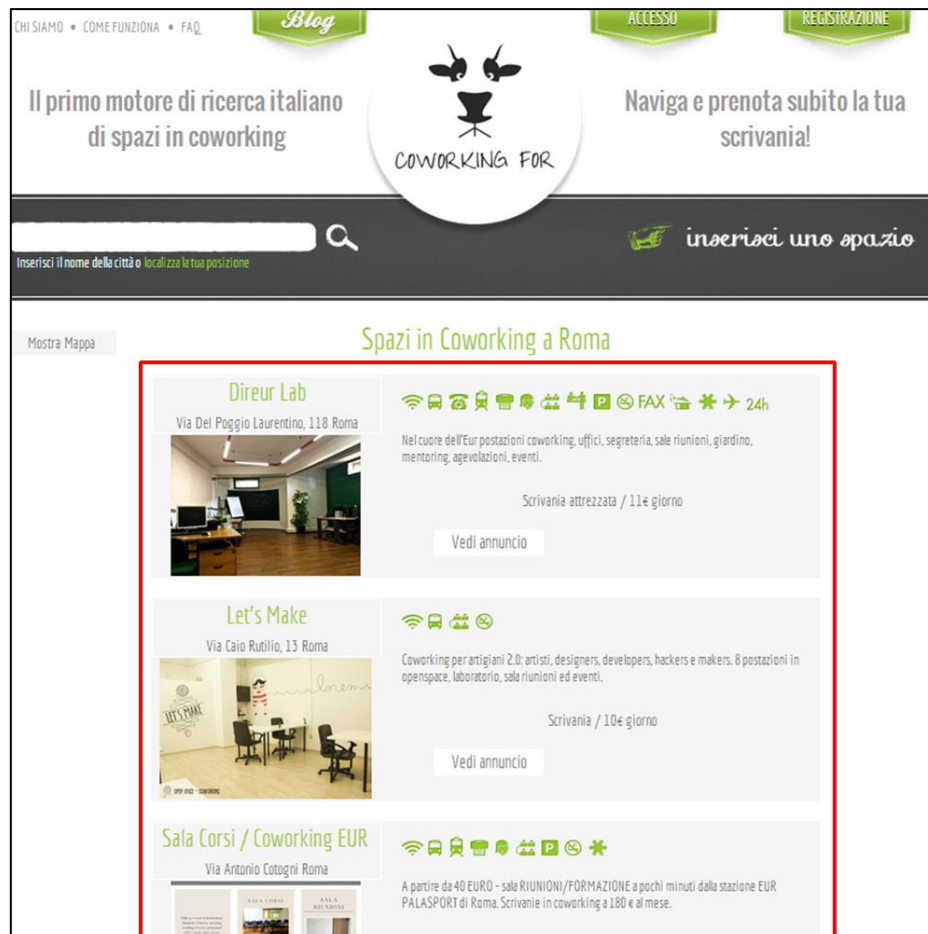 CHI SIAMO • COME FUNZIONA • FAQ
Blog
ACCESSO
REGISTRAZIONE
Il primo motore di ricerca italiano
di spazi in coworking
COWORKING FOR
Naviga e prenota subito la tua
scrivania!
Inserisci il nome della città o localizza la tua posizione
inserisci uno spazio
Mostra Mappa
Spazi in Coworking a Roma
Direur Lab
Via Del Poggio Laurentino, 118 Roma
P FAX 24h
Nel cuore dell'Eur postazioni coworking, uffici, segreteria, sale riunioni, giardino,
mentoring, agevolazioni, eventi.
Scrivania attrezzata / 11€ giorno
Vedi annuncio
Let's Make
Via Caio Rutilio, 13 Roma
LET'S MAKE
OPEN SPACE - COWORKING
Coworking per artigiani 2.0: artisti, designers, developers, hackers e makers. 8 postazioni in
openspace, laboratorio, sala riunioni ed eventi.
Scrivania / 10€ giorno
Vedi annuncio
Sala Corsi / Coworking EUR
Via Antonio Cotogni Roma
SALA CORSI
SALA
RIUNIONI
P
A partire da 40 EURO - sala RIUNIONI/FORMAZIONE a pochi minuti dalla stazione EUR
PALASPORT di Roma. Scrivanie in coworking a 180 € al mese.